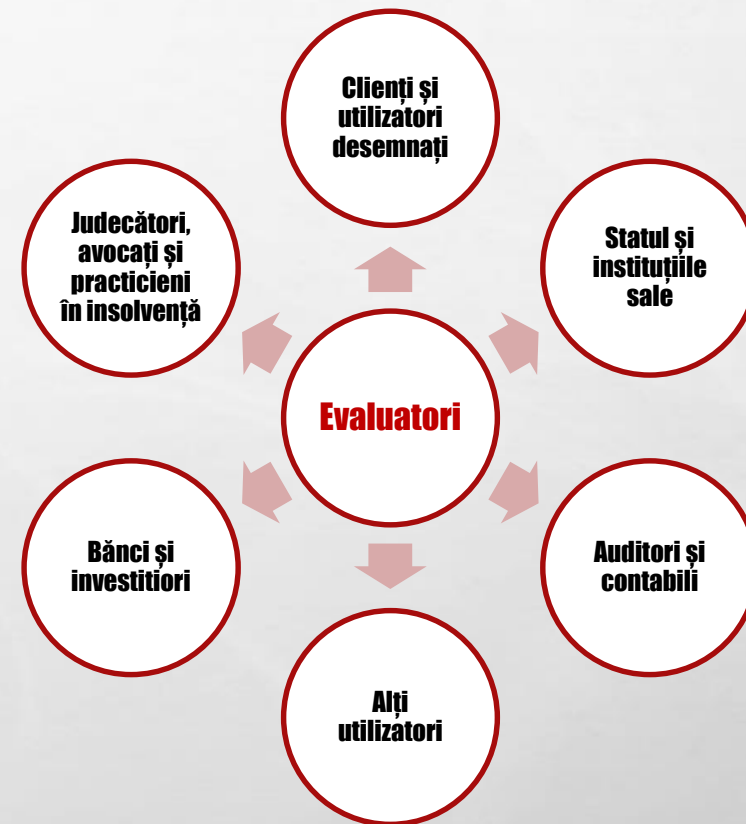 Clienți și
utilizatori
desemnați
Judecători,
avocați și
practicieni
în insolvență
Statul și
instituțiile
sale
Evaluatori
Bănci și
investitiori
Auditori și
contabili
Alți
utilizatori